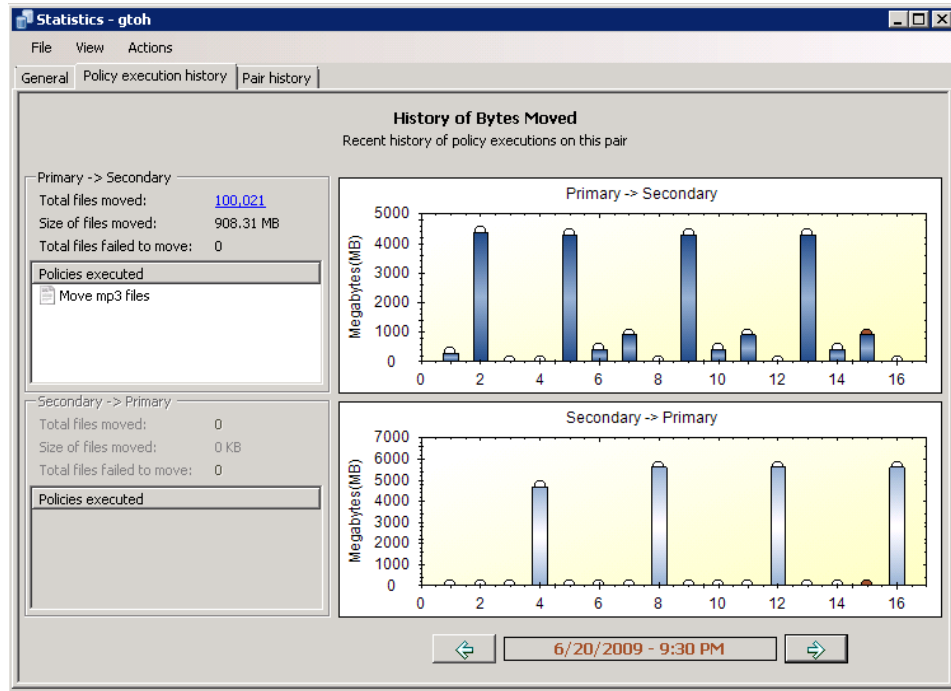 Statistics - gtoh
File View Actions
General Policy execution history Pair history
History of Bytes Moved
Recent history of policy executions on this pair
Primary -> Secondary
Total files moved: 100,021
Size of files moved: 908.31 MB
Total files failed to move: 0
Policies executed
Move mp3 files
Primary -> Secondary
Megabytes(MB)
5000
4000
3000
2000
1000
0
0 2 4 6 8 10 12 14 16
Secondary -> Primary
Total files moved: 0
Size of files moved: 0 KB
Total files failed to move: 0
Policies executed
Secondary -> Primary
Megabytes(MB)
7000
6000
5000
4000
3000
2000
1000
0
0 2 4 6 8 10 12 14 16
6/20/2009 - 9:30 PM